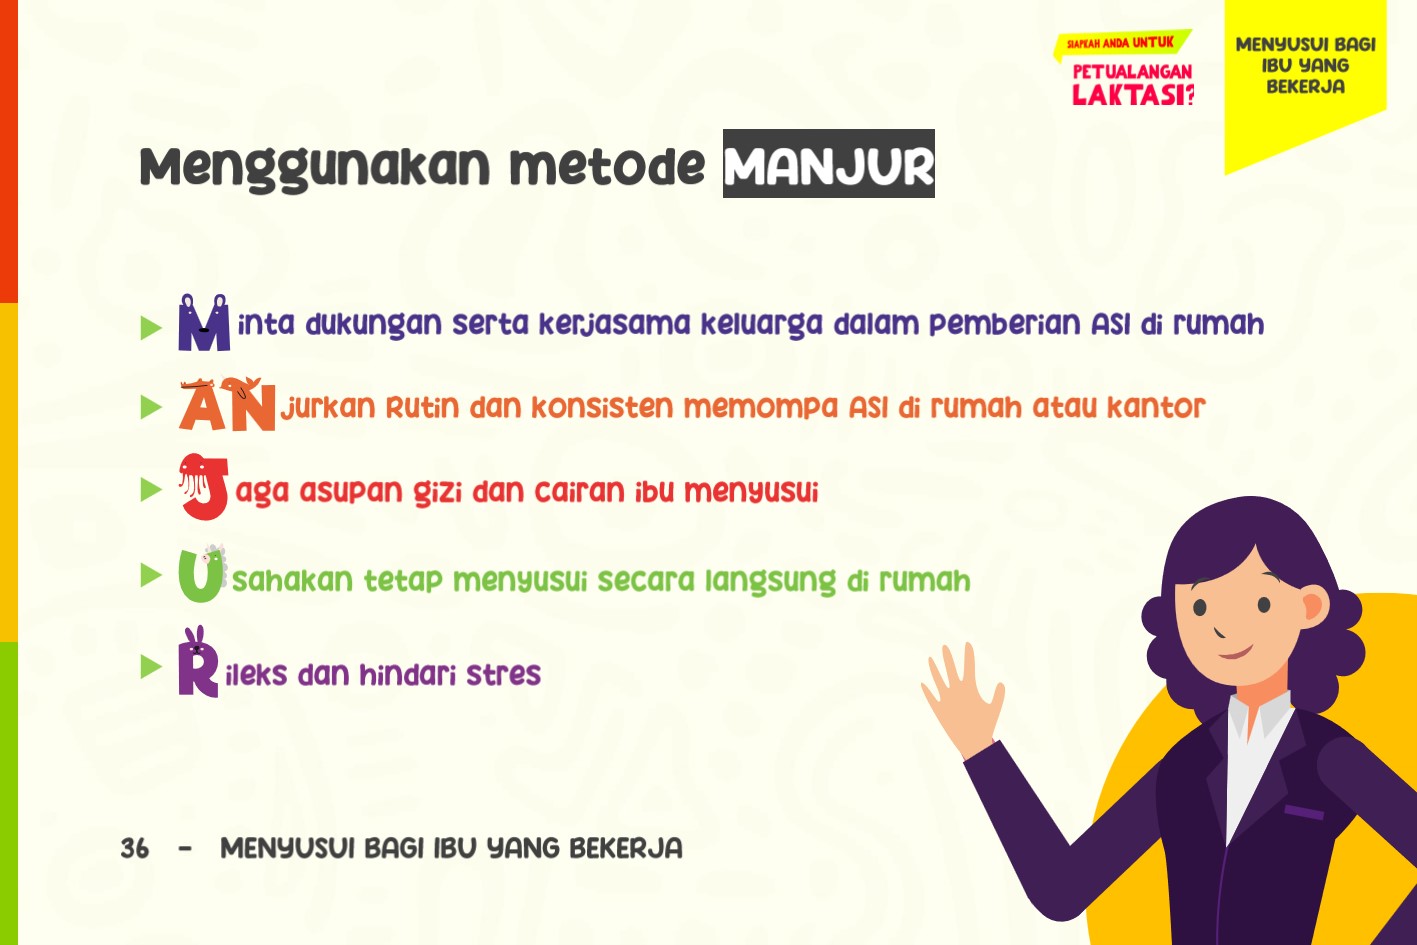 SIAPKAH ANDA UNTUK
PETUALANGAN
LAKTASI?
MENYUSUI BAGI
IBU YANG
BEKERJA
Menggunakan metode MANJUR
Minta dukungan serta kerjasama keluarga dalam Pemberian ASI di rumah
ANjurkan Rutin dan konsisten memompa ASI di rumah atau kantor
Jaga asupan gizi dan cairan ibu menyusui
Usahakan tetap menyusui secara langsung di rumah
Rileks dan hindari stres
36 - MENYUSUI BAGI IBU YANG BEKERJA